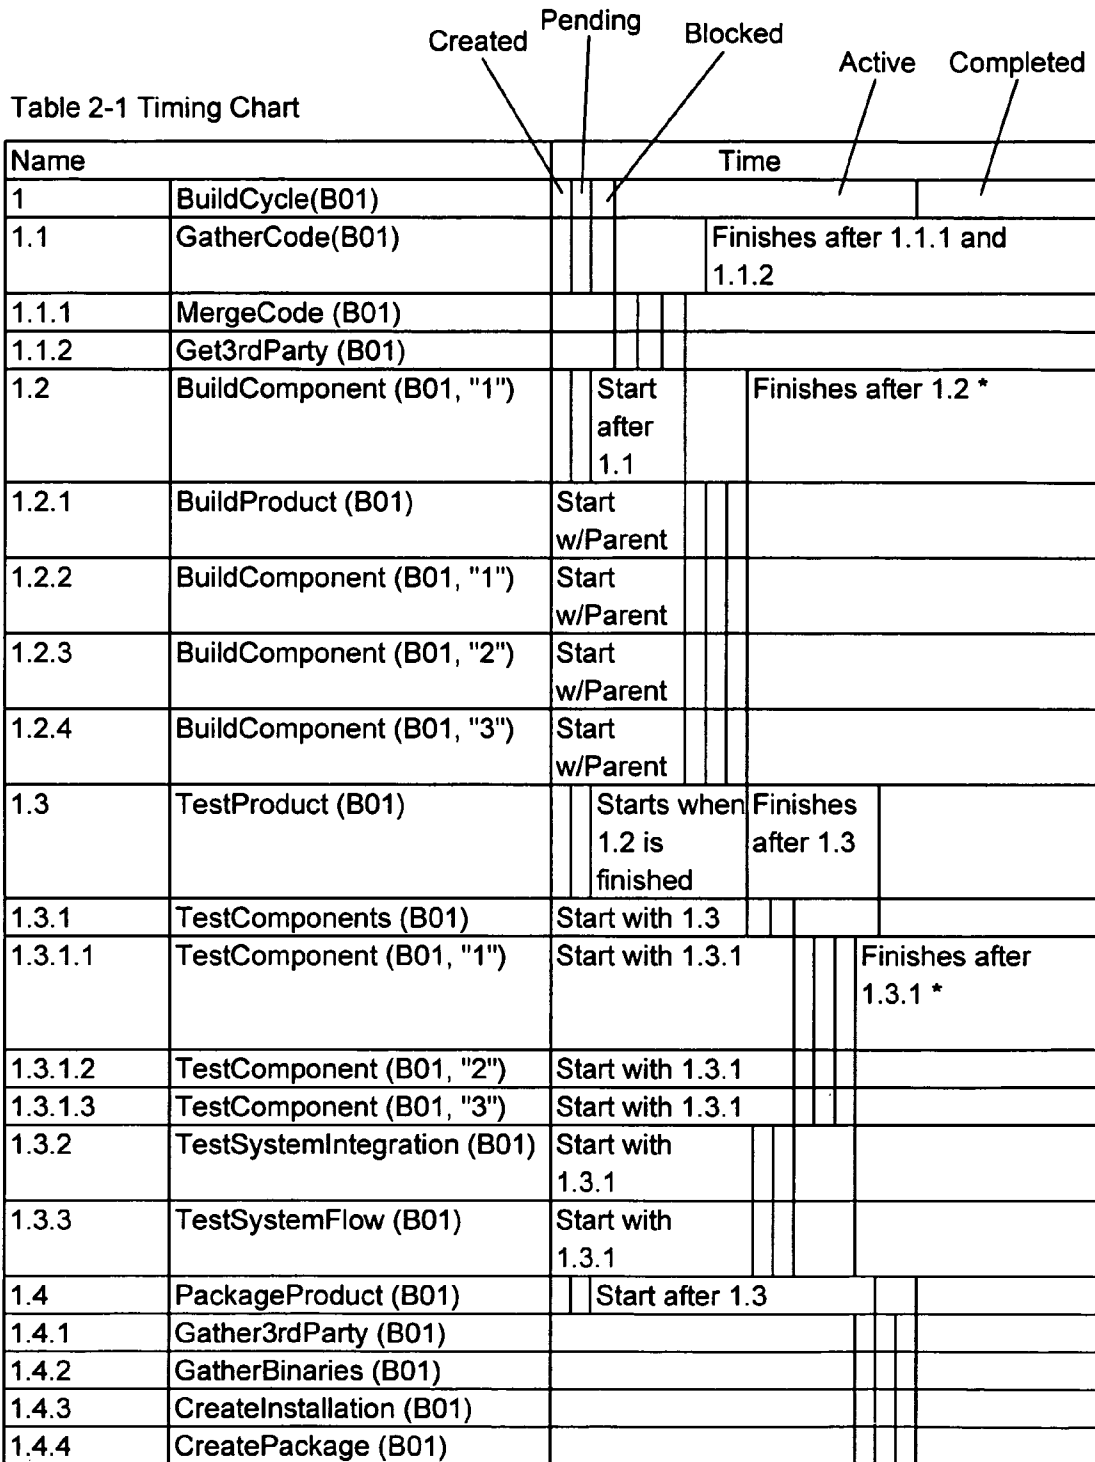 Created
Pending
Blocked
Active
Completed
Table 2-1 Timing Chart
Name Time
1 BuildCycle(B01)
1.1 GatherCode(B01) Finishes after 1.1.1 and
1.1.2
1.1.1 MergeCode (B01)
1.1.2 Get3rdParty (B01)
1.2 BuildComponent (B01, "1") Start Finishes after 1.2 *
after
1.1
1.2.1 BuildProduct (B01) Start
w/Parent
1.2.2 BuildComponent (B01, "1") Start
w/Parent
1.2.3 BuildComponent (B01, "2") Start
w/Parent
1.2.4 BuildComponent (B01, "3") Start
w/Parent
1.3 TestProduct (B01) Starts when Finishes
1.2 is after 1.3
finished
1.3.1 TestComponents (B01) Start with 1.3
1.3.1.1 TestComponent (B01, "1") Start with 1.3.1 Finishes after
1.3.1 *
1.3.1.2 TestComponent (B01, "2") Start with 1.3.1
1.3.1.3 TestComponent (B01, "3") Start with 1.3.1
1.3.2 TestSystemIntegration (B01) Start with
1.3.1
1.3.3 TestSystemFlow (B01) Start with
1.3.1
1.4 PackageProduct (B01) Start after 1.3
1.4.1 Gather3rdParty (B01)
1.4.2 GatherBinaries (B01)
1.4.3 CreateInstallation (B01)
1.4.4 CreatePackage (B01)